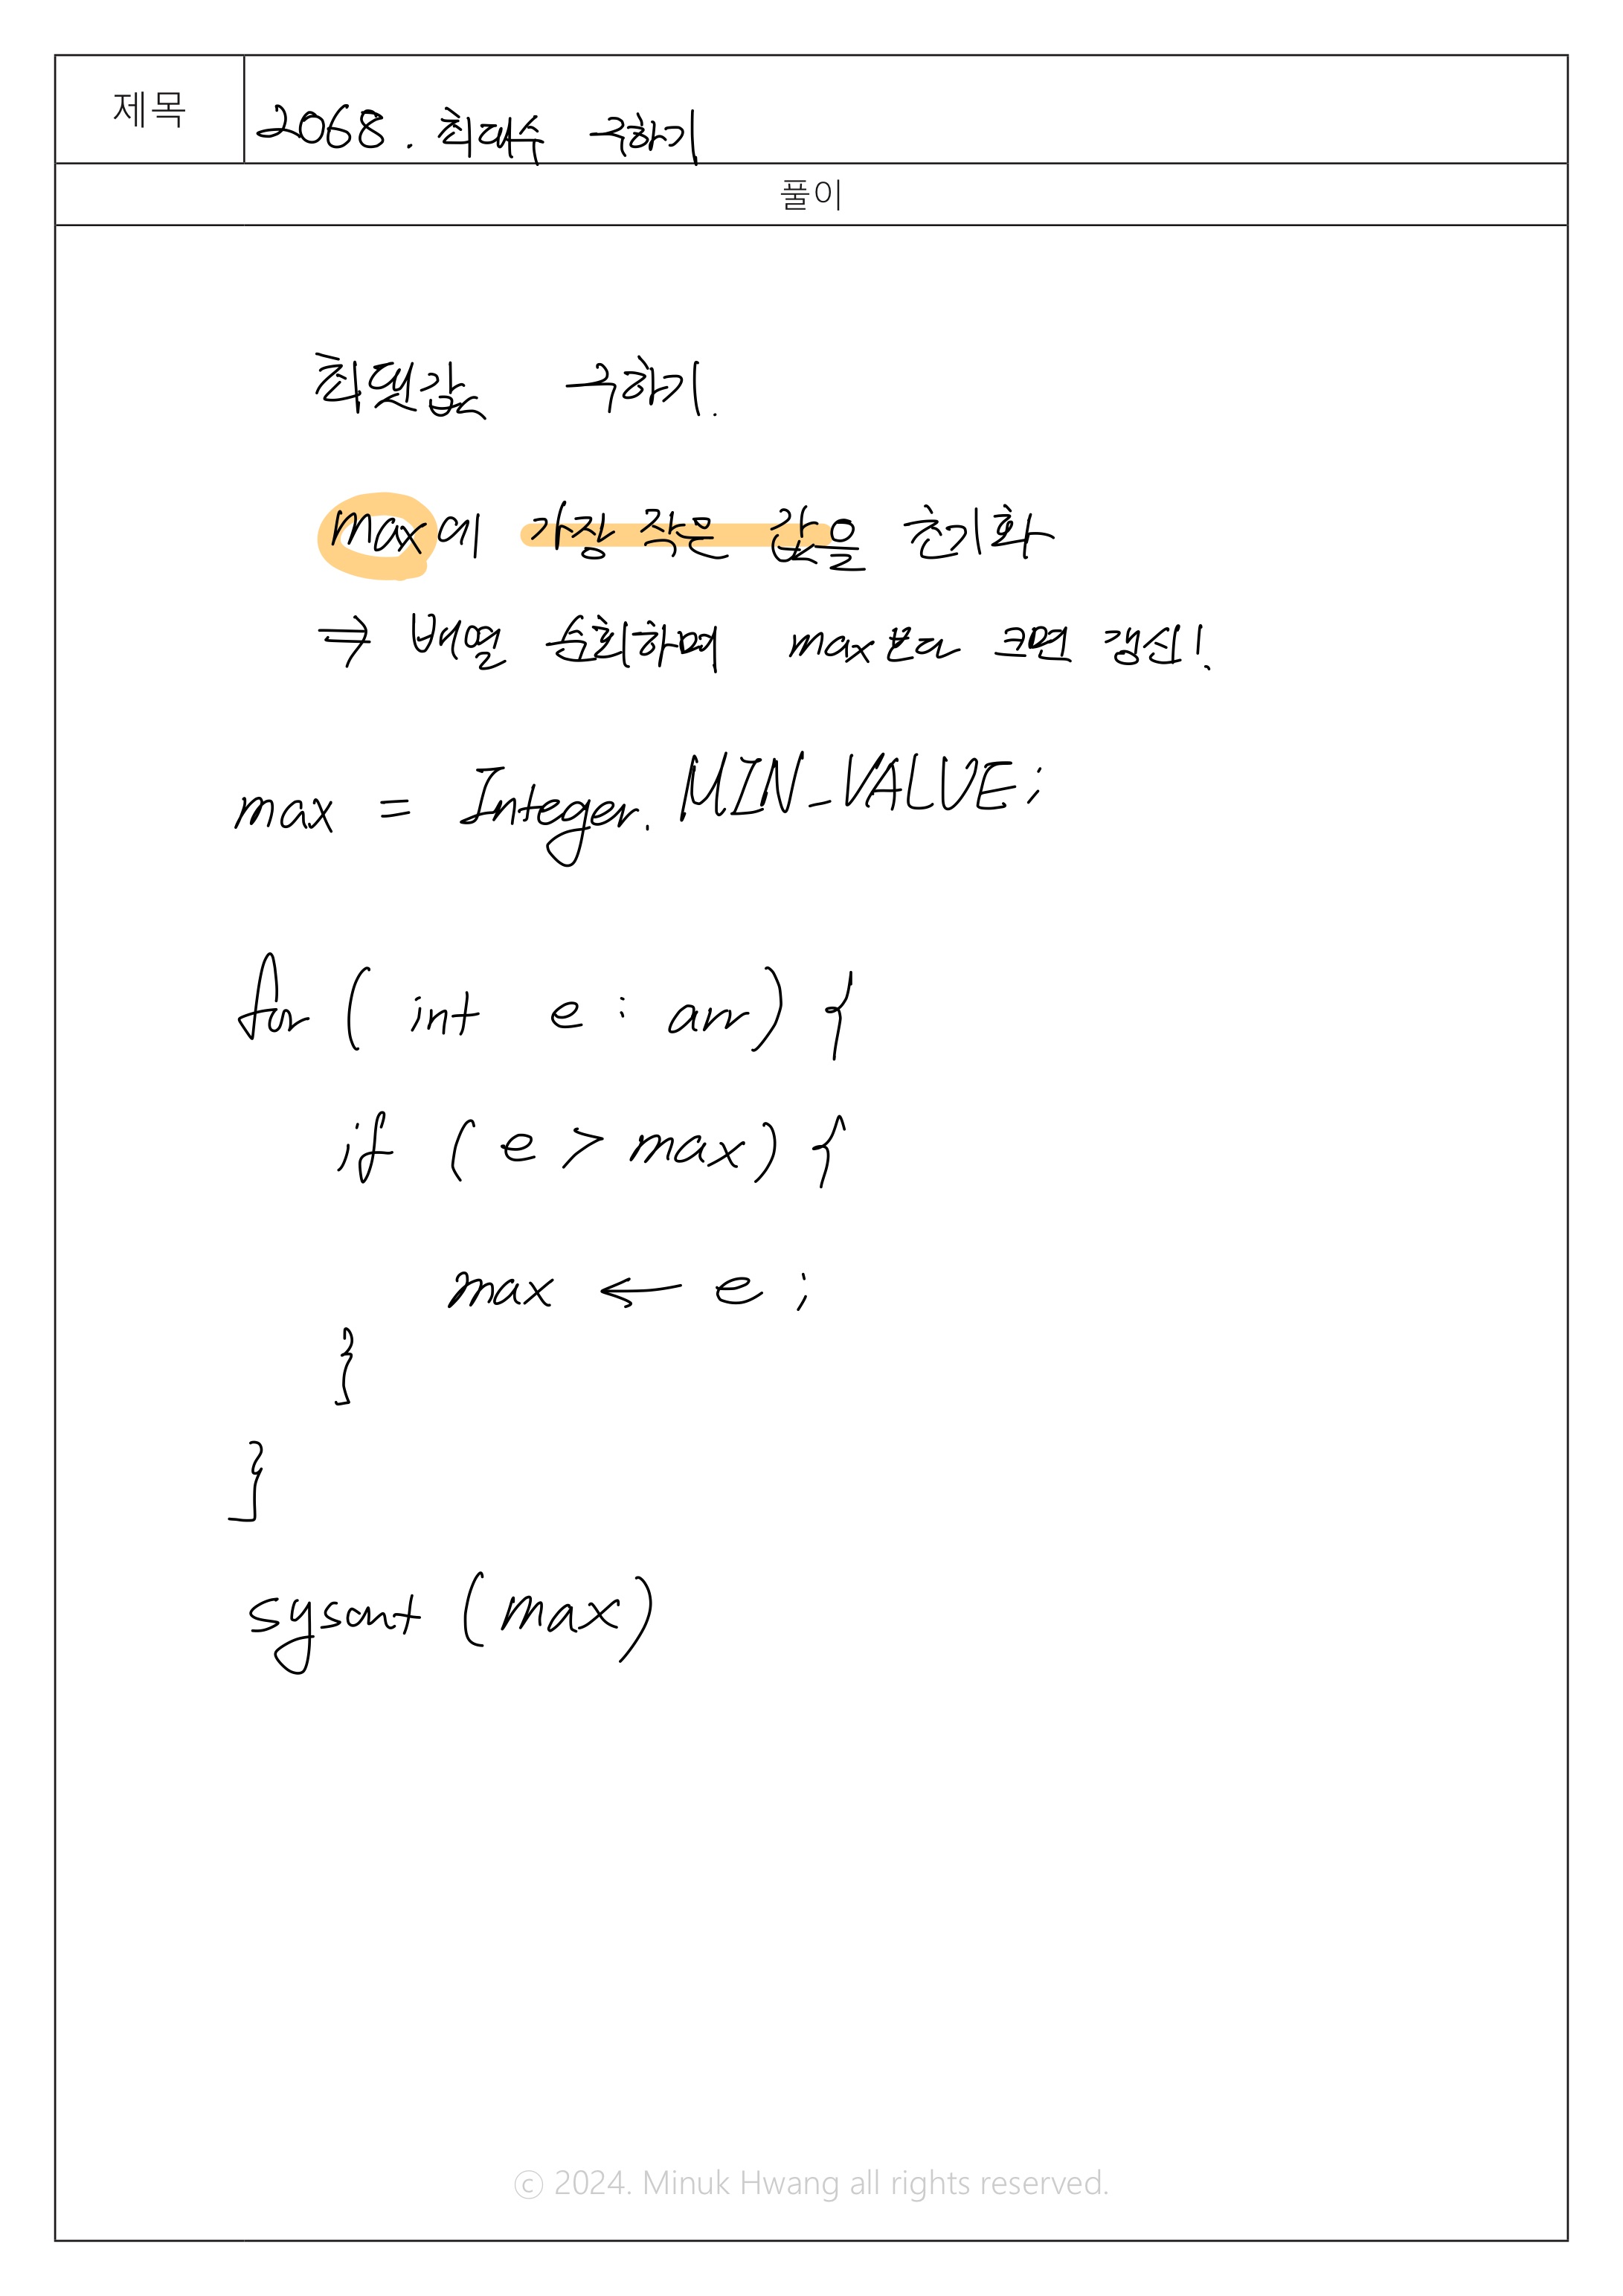 제목
2068. 최대수 구하기
풀이
최댓값 구하기.
max에 가장 작은 값을 초기화
⇒ 배열 순회하며 max보다 크면 갱신!
max = Integer. MIN_VALUE;
for ( int e : arr) {
if ( e > max) {
max ← e ;
}
}
sysout (max)
ⓒ 2024. Minuk Hwang all rights reserved.